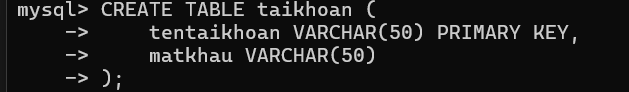 mysql> CREATE TABLE taikhoan (
    ->     tentaikhoan VARCHAR(50) PRIMARY KEY,
    ->     matkhau VARCHAR(50)
    -> );